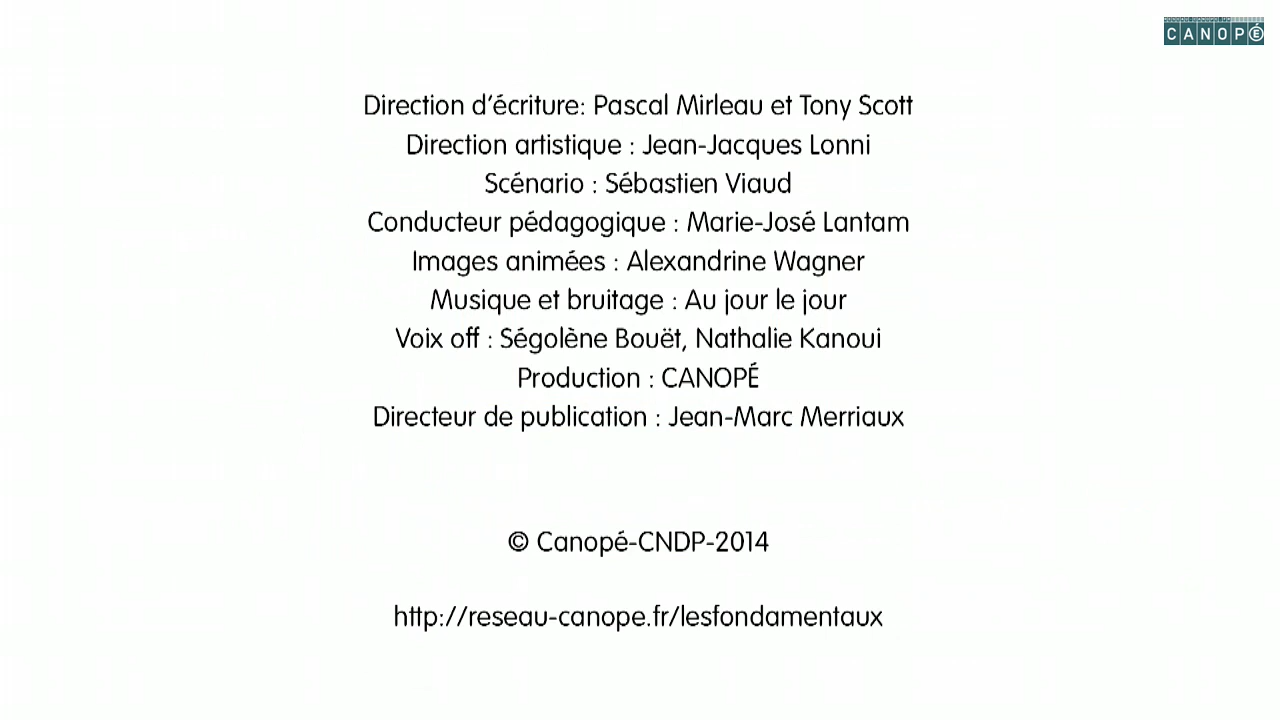 CANOPÉ
Direction d'écriture: Pascal Mirleau et Tony Scott
Direction artistique : Jean-Jacques Lonni
Scénario : Sébastien Viaud
Conducteur pédagogique : Marie-José Lantam
Images animées : Alexandrine Wagner
Musique et bruitage : Au jour le jour
Voix off : Ségolène Bouët, Nathalie Kanoui
Production : CANOPÉ
Directeur de publication : Jean-Marc Merriaux
© Canopé-CNDP-2014
http://reseau-canope.fr/lesfondamentaux